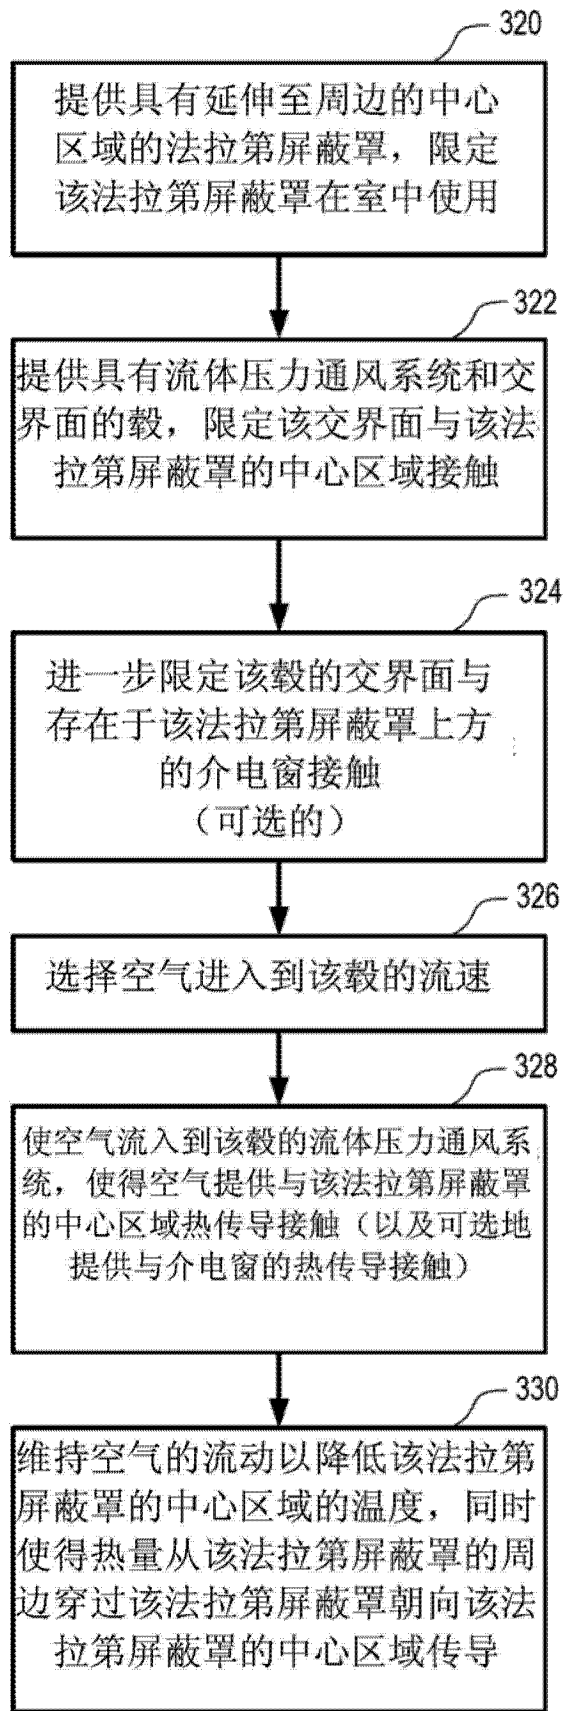 320
提供具有延伸至周边的中心
区域的法拉第屏蔽罩，限定
该法拉第屏蔽罩在室中使用
322
提供具有流体压力通风系统和交
界面的毂，限定该交界面与该法
拉第屏蔽罩的中心区域接触
324
进一步限定该毂的交界面与
存在于该法拉第屏蔽罩上方
的介电窗接触
（可选的）
326
选择空气进入到该毂的流速
328
使空气流入到该毂的流体压力通风系
统，使得空气提供与该法拉第屏蔽罩
的中心区域热传导接触（以及可选地
提供与介电窗的热传导接触）
330
维持空气的流动以降低该法拉第
屏蔽罩的中心区域的温度，同时
使得热量从该法拉第屏蔽罩的周
边穿过该法拉第屏蔽罩朝向该法
拉第屏蔽罩的中心区域传导